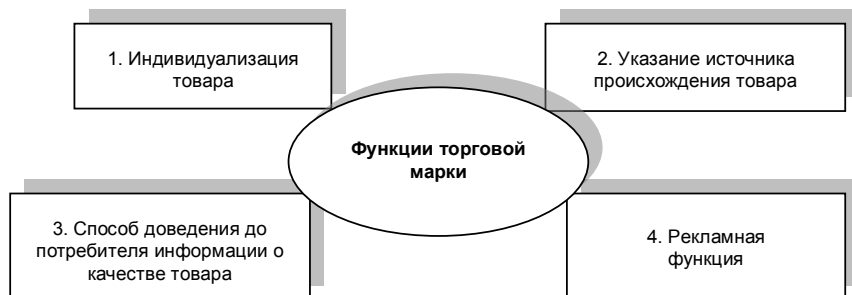 1. Индивидуализация
товара
2. Указание источника
происхождения товара
Функции торговой
марки
3. Способ доведения до
потребителя информации о
качестве товара
4. Рекламная
функция